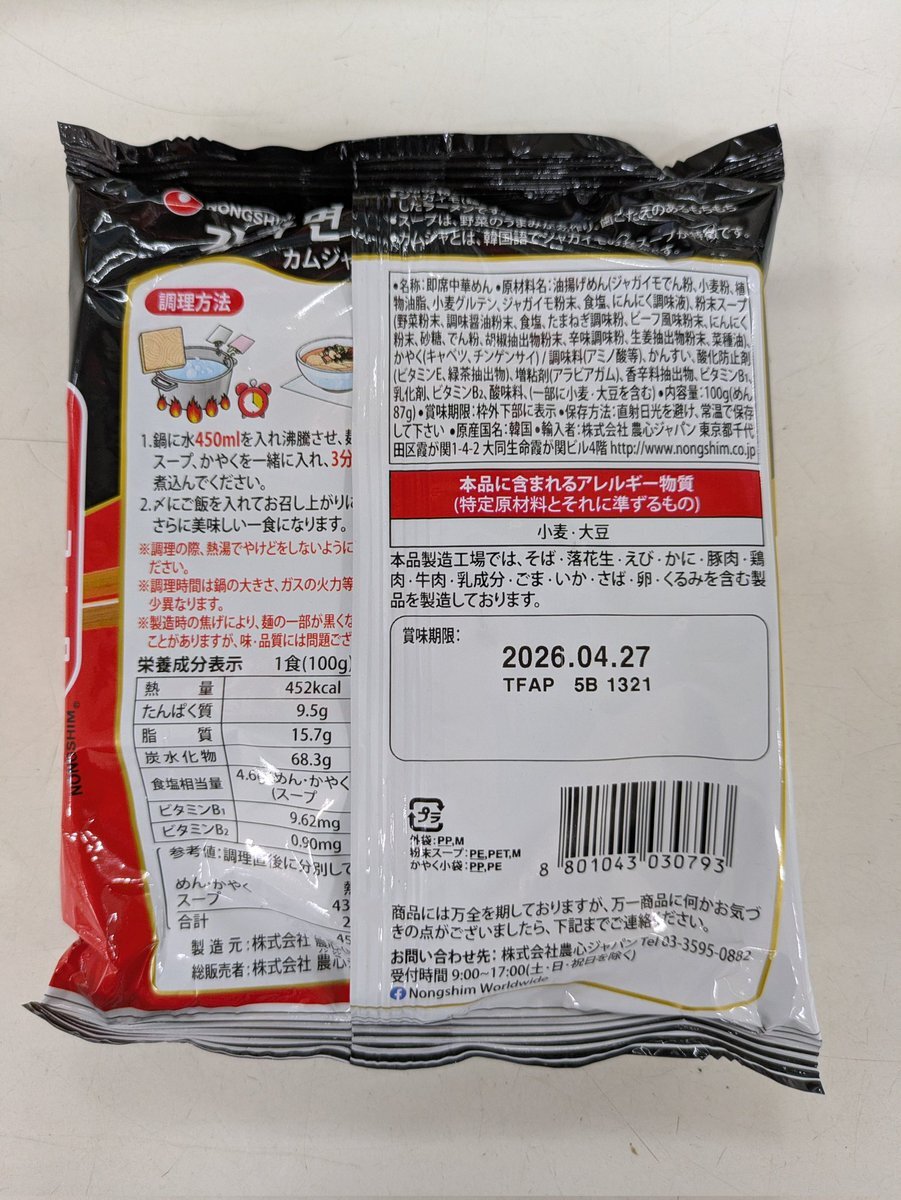 NONGSHIM
면
カムジャ
調理方法
1.鍋に水450mlを入れ沸騰させ、
スープ、かやくを一緒に入れ、3分
煮込んでください。
2.〆にご飯を入れてお召し上がりに
さらに美味しい一食になります。
※調理の際、熱湯でやけどをしないように
ださい。
※調理時間は鍋の大きさ、ガスの火力等
少異なります。
※製造時の焦げにより、麺の一部が黒くな
ことがありますが、味・品質には問題ござ
栄養成分表示 1食(100g)
熱 量 452kcal
たんぱく質 9.5g
脂 質 15.7g
炭水化物 68.3g
食塩相当量 めん・かやく
(スープ
ビタミンB1 9.62mg
ビタミンB2 0.90mg
参考値:調理直後に分別して
めん・かやく
スープ 43
合計 2
製造元:株式会社
総販売者:株式会社 農心
NONGSHIM®
•スープは、野菜のうまみが
•カムジャとは、韓国語でジャガイモ
•名称:即席中華めん •原材料名:油揚げめん(ジャガイモでん粉、小麦粉、植
物油脂、小麦グルテン、ジャガイモ粉末、食塩、にんにく調味液)、粉末スープ
(野菜粉末、調味醤油粉末、食塩、たまねぎ調味粉、ビーフ風味粉末、にんにく
粉末、砂糖、でん粉、胡椒抽出物粉末、辛味調味粉、生姜抽出物粉末、菜種油)、
かやく(キャベツ、チンゲンサイ) / 調味料(アミノ酸等)、かんすい、酸化防止剤
(ビタミンE、緑茶抽出物)、増粘剤(アラビアガム)、香辛料抽出物、ビタミンB1、
乳化剤、ビタミンB2、酸味料、(一部に小麦・大豆を含む) •内容量:100g(めん
87g) •賞味期限:枠外下部に表示 •保存方法:直射日光を避け、常温で保存
して下さい •原産国名:韓国 •輸入者:株式会社 農心ジャパン 東京都千代
田区霞が関1-4-2 大同生命霞が関ビル4階 http://www.nongshim.co.jp
本品に含まれるアレルギー物質
(特定原材料とそれに準ずるもの)
小麦・大豆
本品製造工場では、そば・落花生・えび・かに・豚肉・鶏
肉・牛肉・乳成分・ごま・いか・さば・卵・くるみを含む製
品を製造しております。
賞味期限:
2026.04.27
TFAP 5B 1321
プラ
外袋:PP,M
粉末スープ:PE,PET,M
かやく小袋:PP,PE
8 801043 030793
商品には万全を期しておりますが、万一商品に何かお気づ
きの点がございましたら、下記までご連絡ください。
お問い合わせ先: 株式会社農心ジャパン Tel 03-3595-0882
受付時間 9:00~17:00(土・日・祝日を除く)
Nongshim Worldwide